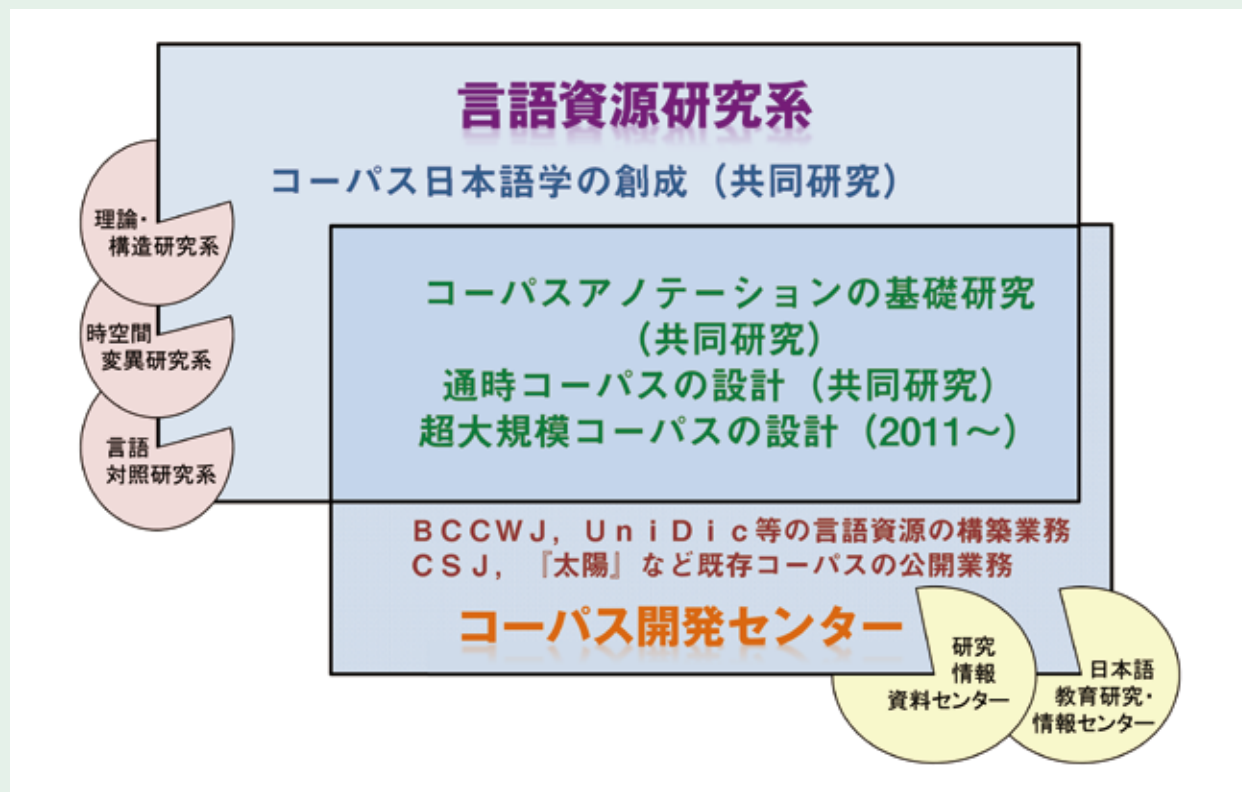 言語資源研究系
コーパス日本語学の創成（共同研究）
理論・
構造研究系
時空間
変異研究系
言語
対照研究系
コーパスアノテーションの基礎研究
（共同研究）
通時コーパスの設計（共同研究）
超大規模コーパスの設計（2011～）
ＢＣＣＷＪ，ＵｎｉＤｉｃ等の言語資源の構築業務
ＣＳＪ，『太陽』など既存コーパスの公開業務
コーパス開発センター
研究
情報
資料センター
日本語
教育研究・
情報センター